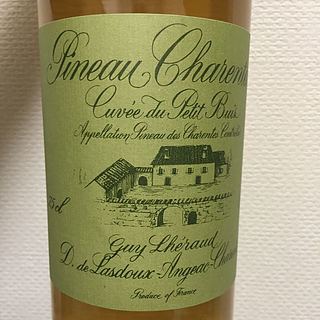 Pineau Charent
Cuvée du Petit Buis
Appellation Pineau des Charentes Controlée
75 cl
Guy Lhéraud
D. de Lasdoux-Angeac-Charente
Produce of France